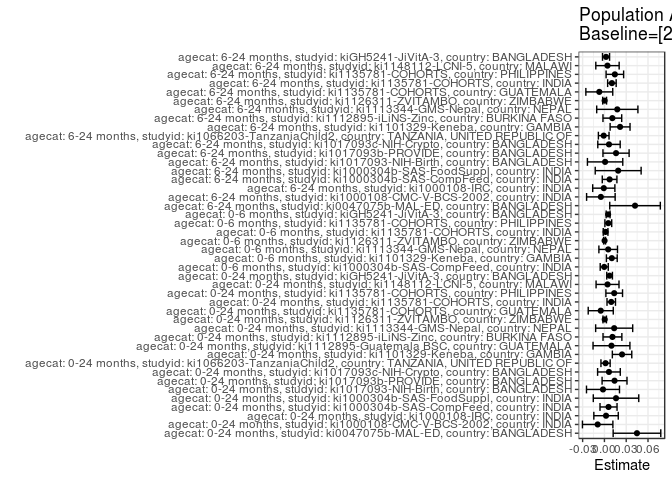 Population A
Baseline=[2
agecat: 6-24 months, studyid: kiGH5241-JiVitA-3, country: BANGLADESH
agecat: 6-24 months, studyid: ki1148112-LCNI-5, country: MALAWI
agecat: 6-24 months, studyid: ki1135781-COHORTS, country: PHILIPPINES
agecat: 6-24 months, studyid: ki1135781-COHORTS, country: INDIA
agecat: 6-24 months, studyid: ki1135781-COHORTS, country: GUATEMALA
agecat: 6-24 months, studyid: ki1126311-ZVITAMBO, country: ZIMBABWE
agecat: 6-24 months, studyid: ki1113344-GMS-Nepal, country: NEPAL
agecat: 6-24 months, studyid: ki1112895-iLiNS-Zinc, country: BURKINA FASO
agecat: 6-24 months, studyid: ki1101329-Keneba, country: GAMBIA
agecat: 6-24 months, studyid: ki1066203-TanzaniaChild2, country: TANZANIA, UNITED REPUBLIC OF
agecat: 6-24 months, studyid: ki1017093c-NIH-Crypto, country: BANGLADESH
agecat: 6-24 months, studyid: ki1017093b-PROVIDE, country: BANGLADESH
agecat: 6-24 months, studyid: ki1017093-NIH-Birth, country: BANGLADESH
agecat: 6-24 months, studyid: ki1000304b-SAS-FoodSuppl, country: INDIA
agecat: 6-24 months, studyid: ki1000304b-SAS-CompFeed, country: INDIA
agecat: 6-24 months, studyid: ki1000108-IRC, country: INDIA
agecat: 6-24 months, studyid: ki1000108-CMC-V-BCS-2002, country: INDIA
agecat: 6-24 months, studyid: ki0047075b-MAL-ED, country: BANGLADESH
agecat: 0-6 months, studyid: kiGH5241-JiVitA-3, country: BANGLADESH
agecat: 0-6 months, studyid: ki1135781-COHORTS, country: PHILIPPINES
agecat: 0-6 months, studyid: ki1135781-COHORTS, country: INDIA
agecat: 0-6 months, studyid: ki1126311-ZVITAMBO, country: ZIMBABWE
agecat: 0-6 months, studyid: ki1113344-GMS-Nepal, country: NEPAL
agecat: 0-6 months, studyid: ki1101329-Keneba, country: GAMBIA
agecat: 0-6 months, studyid: ki1000304b-SAS-CompFeed, country: INDIA
agecat: 0-24 months, studyid: kiGH5241-JiVitA-3, country: BANGLADESH
agecat: 0-24 months, studyid: ki1148112-LCNI-5, country: MALAWI
agecat: 0-24 months, studyid: ki1135781-COHORTS, country: PHILIPPINES
agecat: 0-24 months, studyid: ki1135781-COHORTS, country: INDIA
agecat: 0-24 months, studyid: ki1135781-COHORTS, country: GUATEMALA
agecat: 0-24 months, studyid: ki1126311-ZVITAMBO, country: ZIMBABWE
agecat: 0-24 months, studyid: ki1113344-GMS-Nepal, country: NEPAL
agecat: 0-24 months, studyid: ki1112895-iLiNS-Zinc, country: BURKINA FASO
agecat: 0-24 months, studyid: ki1112895-Guatemala BSC, country: GUATEMALA
agecat: 0-24 months, studyid: ki1101329-Keneba, country: GAMBIA
agecat: 0-24 months, studyid: ki1066203-TanzaniaChild2, country: TANZANIA, UNITED REPUBLIC OF
agecat: 0-24 months, studyid: ki1017093c-NIH-Crypto, country: BANGLADESH
agecat: 0-24 months, studyid: ki1017093b-PROVIDE, country: BANGLADESH
agecat: 0-24 months, studyid: ki1017093-NIH-Birth, country: BANGLADESH
agecat: 0-24 months, studyid: ki1000304b-SAS-FoodSuppl, country: INDIA
agecat: 0-24 months, studyid: ki1000304b-SAS-CompFeed, country: INDIA
agecat: 0-24 months, studyid: ki1000108-IRC, country: INDIA
agecat: 0-24 months, studyid: ki1000108-CMC-V-BCS-2002, country: INDIA
agecat: 0-24 months, studyid: ki0047075b-MAL-ED, country: BANGLADESH
-0.03 0.00 0.03 0.06
Estimate